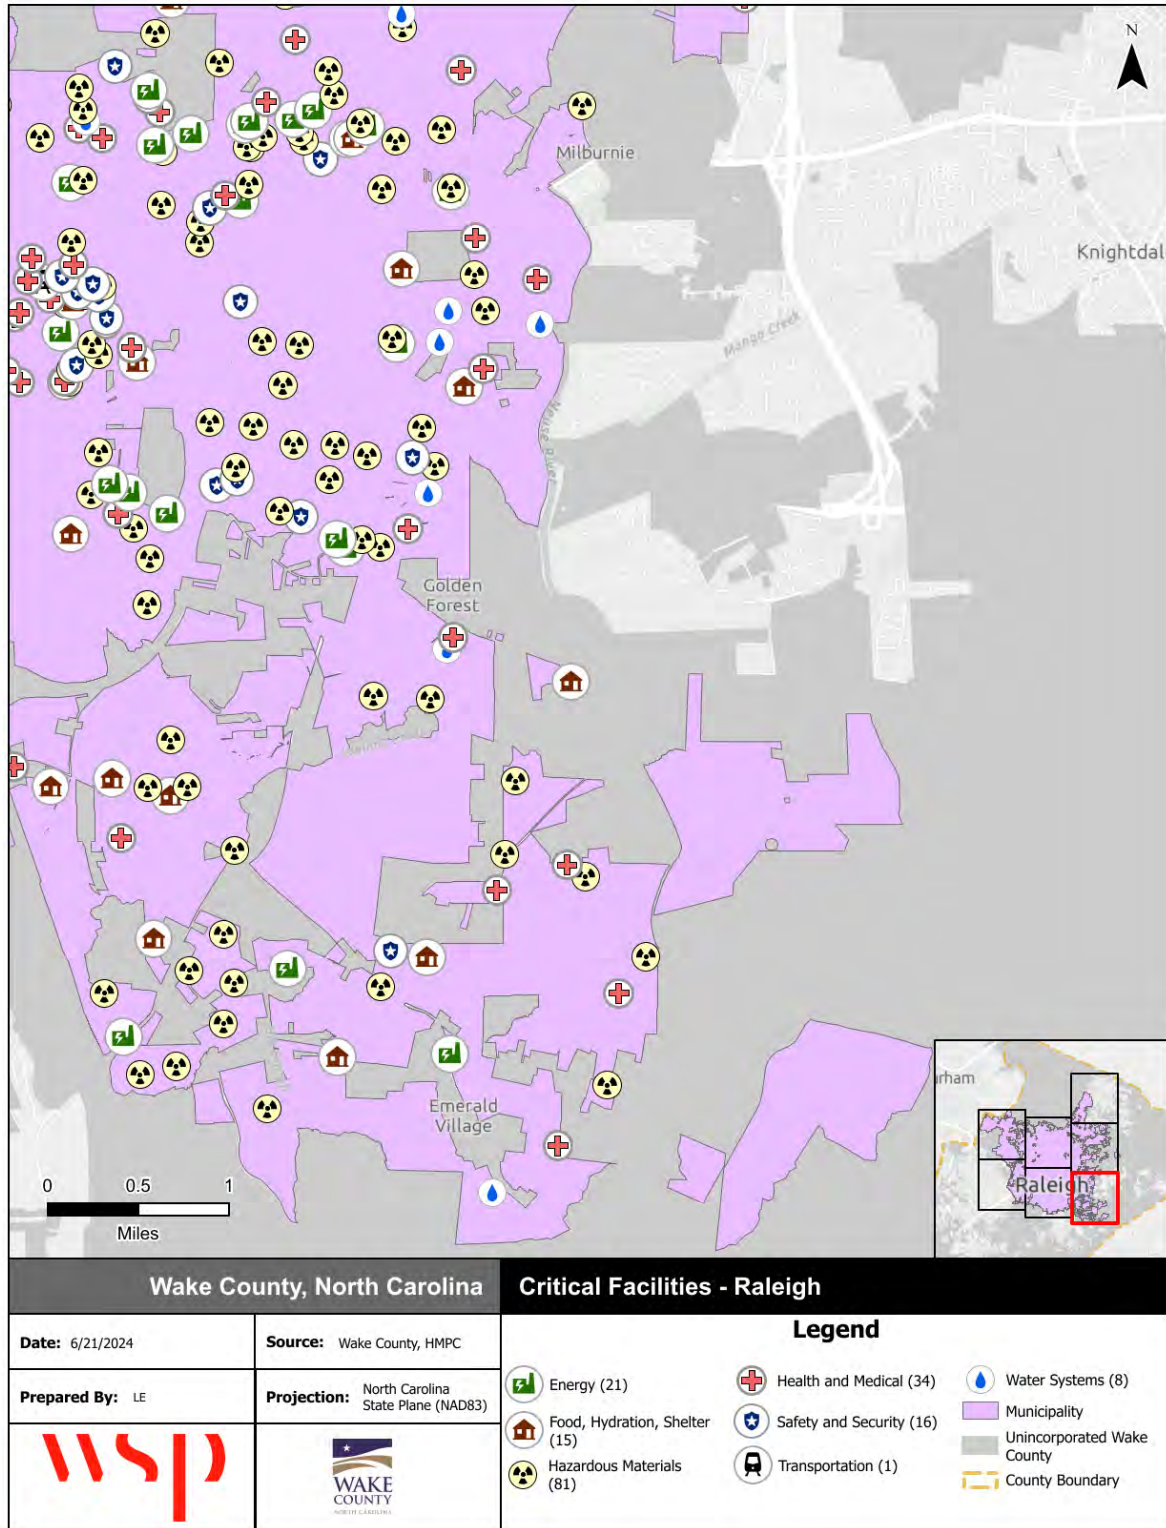 N
Milburnie
Knightdal
Mango Creek
Neuse River
Golden
Forest
Emerald
Village
0 0.5 1
Miles
urham
Raleigh
Wake County, North Carolina
Critical Facilities - Raleigh
Date: 6/21/2024
Source: Wake County, HMPC
Prepared By: LE
Projection: North Carolina
State Plane (NAD83)
wsp
WAKE
COUNTY
NORTH CAROLINA
Legend
Energy (21)
Food, Hydration, Shelter
(15)
Hazardous Materials
(81)
Health and Medical (34)
Safety and Security (16)
Transportation (1)
Water Systems (8)
Municipality
Unincorporated Wake
County
County Boundary